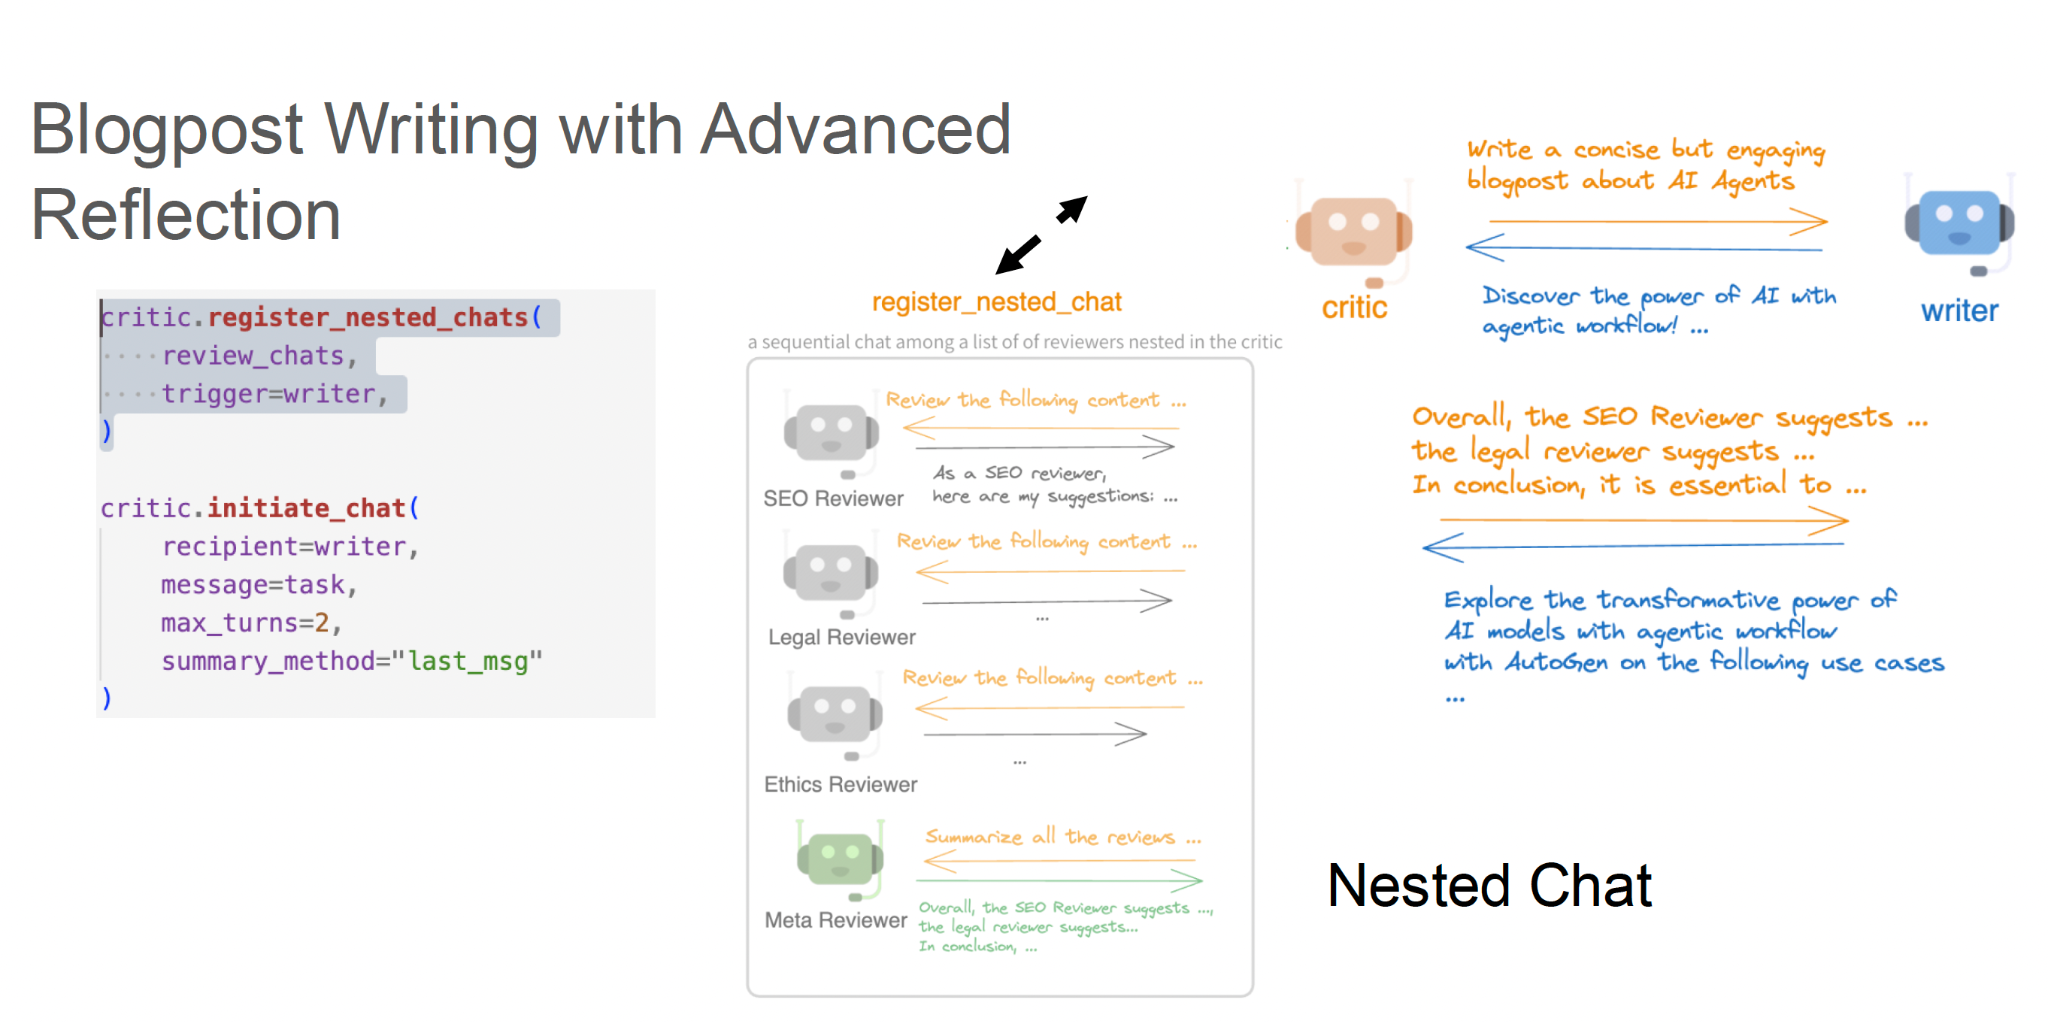 Blogpost Writing with Advanced
Reflection
critic.register_nested_chats(
····review_chats,
····trigger=writer,
)
critic.initiate_chat(
recipient=writer,
message=task,
max_turns=2,
summary_method="last_msg"
)
register_nested_chat
a sequential chat among a list of of reviewers nested in the critic
Review the following content ...
As a SEO reviewer,
here are my suggestions: ...
SEO Reviewer
Review the following content ...
...
Legal Reviewer
Review the following content ...
...
Ethics Reviewer
Summarize all the reviews ...
Meta Reviewer
Overall, the SEO Reviewer suggests ...,
the legal reviewer suggests...
In conclusion, ...
Write a concise but engaging
blogpost about AI Agents
critic
Discover the power of AI with
agentic workflow! ...
writer
Overall, the SEO Reviewer suggests ...
the legal reviewer suggests ...
In conclusion, it is essential to ...
Explore the transformative power of
AI models with agentic workflow
with AutoGen on the following use cases
...
Nested Chat